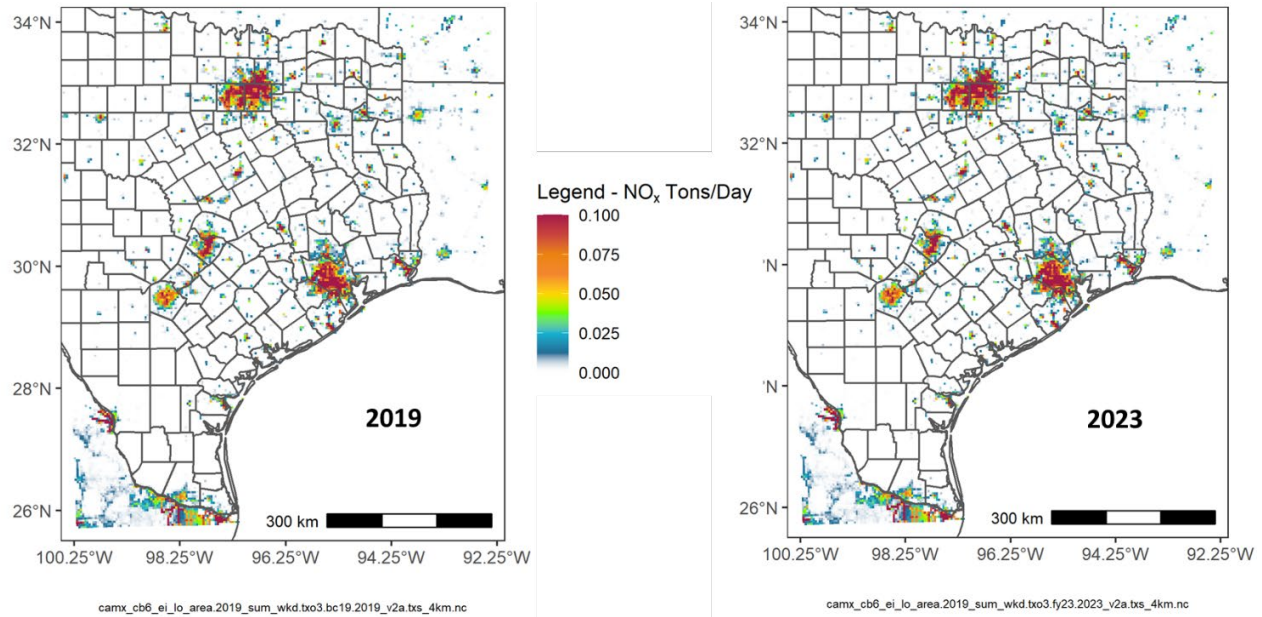 34°N
32°N
30°N
28°N
26°N
100.25°W 98.25°W 96.25°W 94.25°W 92.25°W
2019
300 km
camx_cb6_ei_lo_area.2019_sum_wkd.txo3.bc19.2019_v2a.txs_4km.nc
Legend - NOₓ Tons/Day
0.100
0.075
0.050
0.025
0.000
34°N
32°N
°N
°N
26°N
100.25°W 98.25°W 96.25°W 94.25°W 92.25°W
2023
300 km
camx_cb6_ei_lo_area.2019_sum_wkd.txo3.fy23.2023_v2a.txs_4km.nc